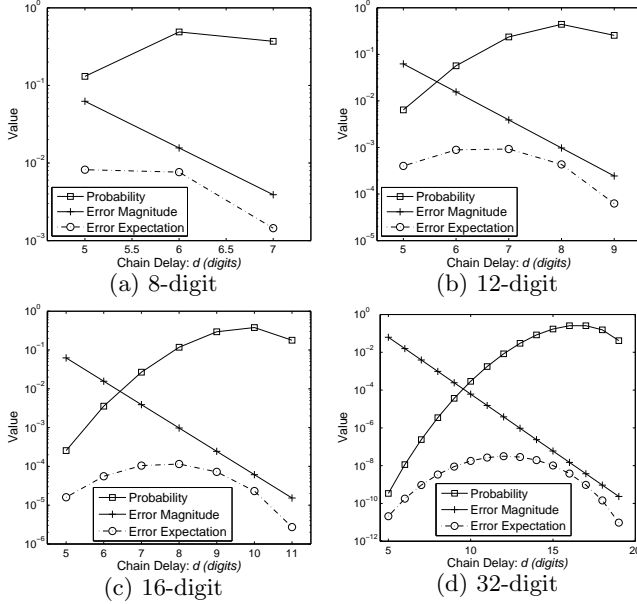 10^0
10^-1
10^-2
10^-3
Value
Probability
Error Magnitude
Error Expectation
5 5.5 6 6.5 7
Chain Delay: d (digits)
(a) 8-digit
10^0
10^-1
10^-2
10^-3
10^-4
10^-5
Value
Probability
Error Magnitude
Error Expectation
5 6 7 8 9
Chain Delay: d (digits)
(b) 12-digit
10^0
10^-1
10^-2
10^-3
10^-4
10^-5
10^-6
Value
Probability
Error Magnitude
Error Expectation
5 6 7 8 9 10 11
Chain Delay: d (digits)
(c) 16-digit
10^0
10^-2
10^-4
10^-6
10^-8
10^-10
10^-12
Value
Probability
Error Magnitude
Error Expectation
5 10 15 20
Chain Delay: d (digits)
(d) 32-digit